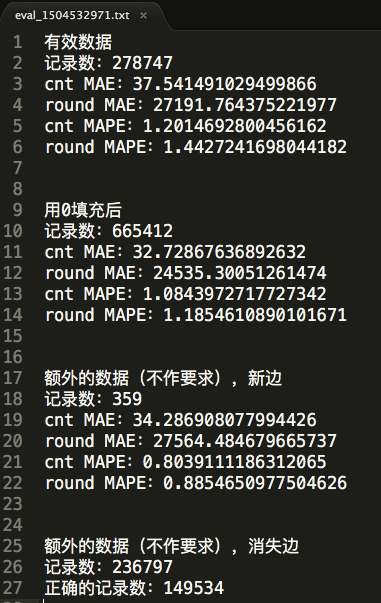 eval_1504532971.txt ×
1 有效数据
2 记录数：278747
3 cnt MAE：37.541491029499866
4 round MAE：27191.764375221977
5 cnt MAPE：1.2014692800456162
6 round MAPE：1.4427241698044182
7
8
9 用0填充后
10 记录数：665412
11 cnt MAE：32.72867636892632
12 round MAE：24535.30051261474
13 cnt MAPE：1.0843972717727342
14 round MAPE：1.1854610890101671
15
16
17 额外的数据（不作要求），新边
18 记录数：359
19 cnt MAE：34.286908077994426
20 round MAE：27564.484679665737
21 cnt MAPE：0.8039111186312065
22 round MAPE：0.8854650977504626
23
24
25 额外的数据（不作要求），消失边
26 记录数：236797
27 正确的记录数：149534